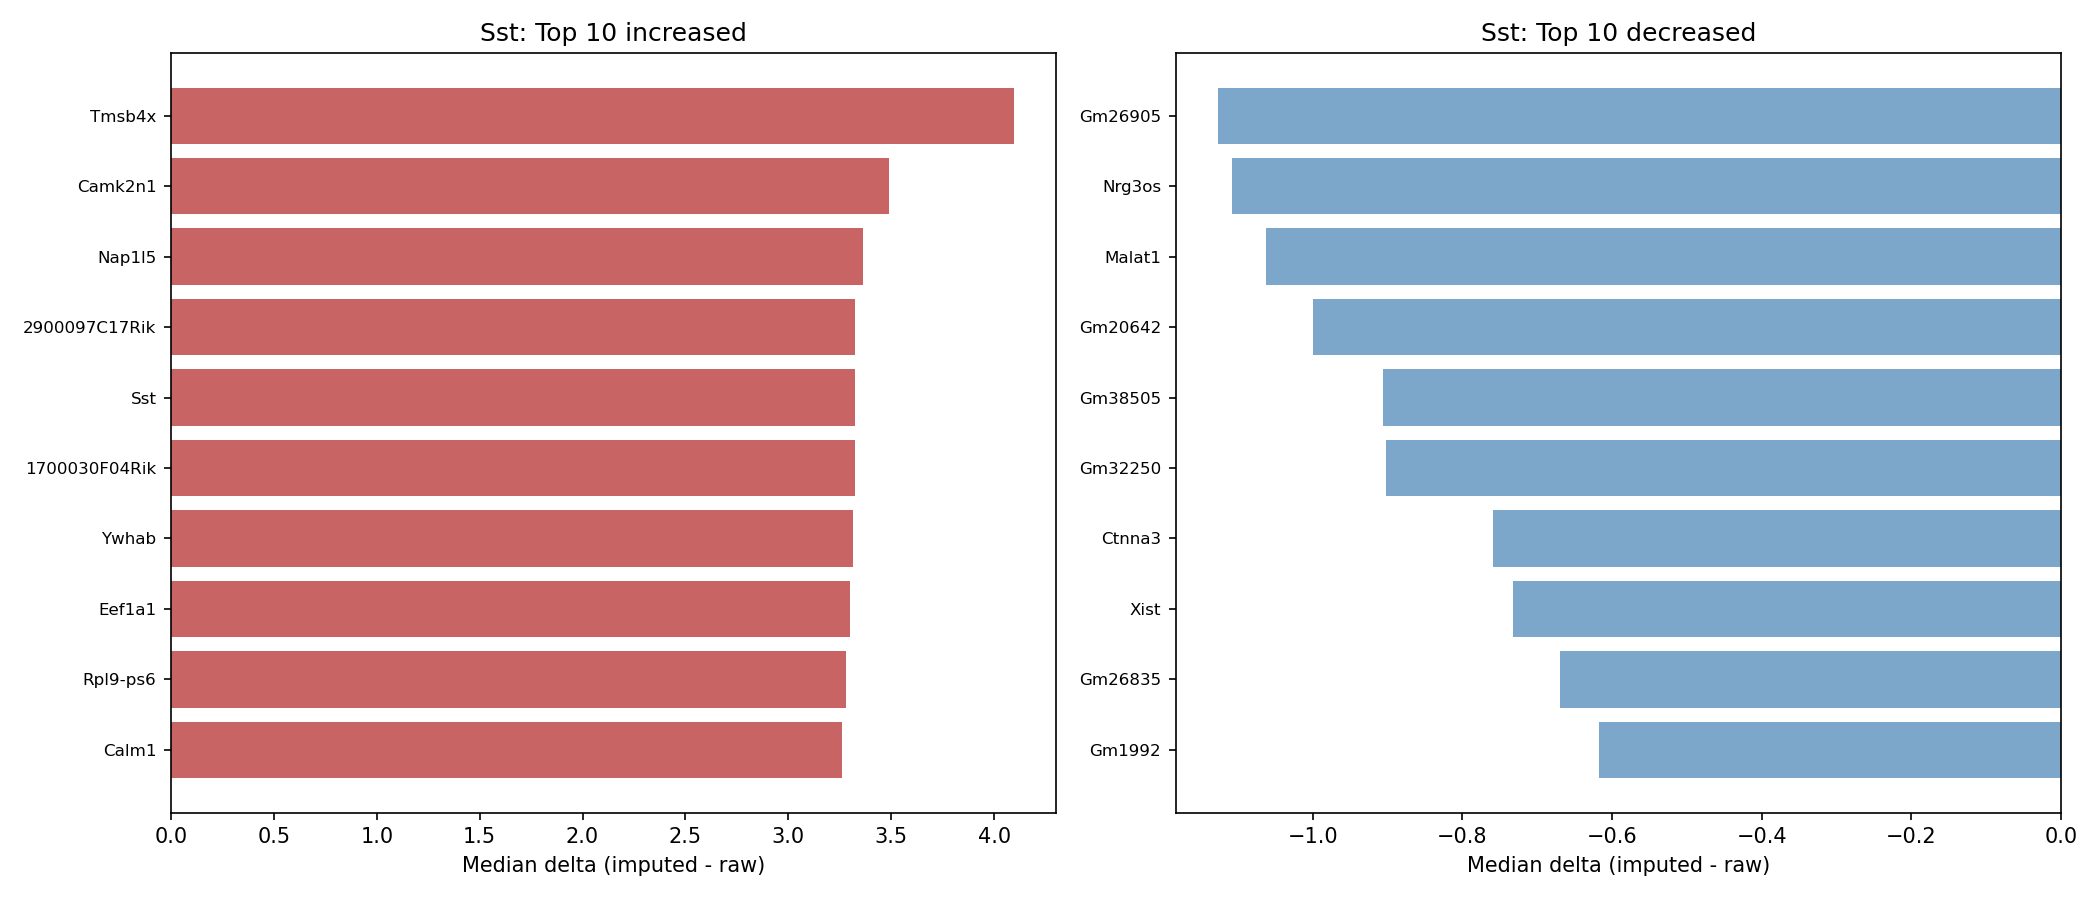 Sst: Top 10 increased
Tmsb4x
Camk2n1
Nap1l5
2900097C17Rik
Sst
1700030F04Rik
Ywhab
Eef1a1
Rpl9-ps6
Calm1
0.0 0.5 1.0 1.5 2.0 2.5 3.0 3.5 4.0
Median delta (imputed - raw)
Sst: Top 10 decreased
Gm26905
Nrg3os
Malat1
Gm20642
Gm38505
Gm32250
Ctnna3
Xist
Gm26835
Gm1992
−1.0 −0.8 −0.6 −0.4 −0.2 0.0
Median delta (imputed - raw)